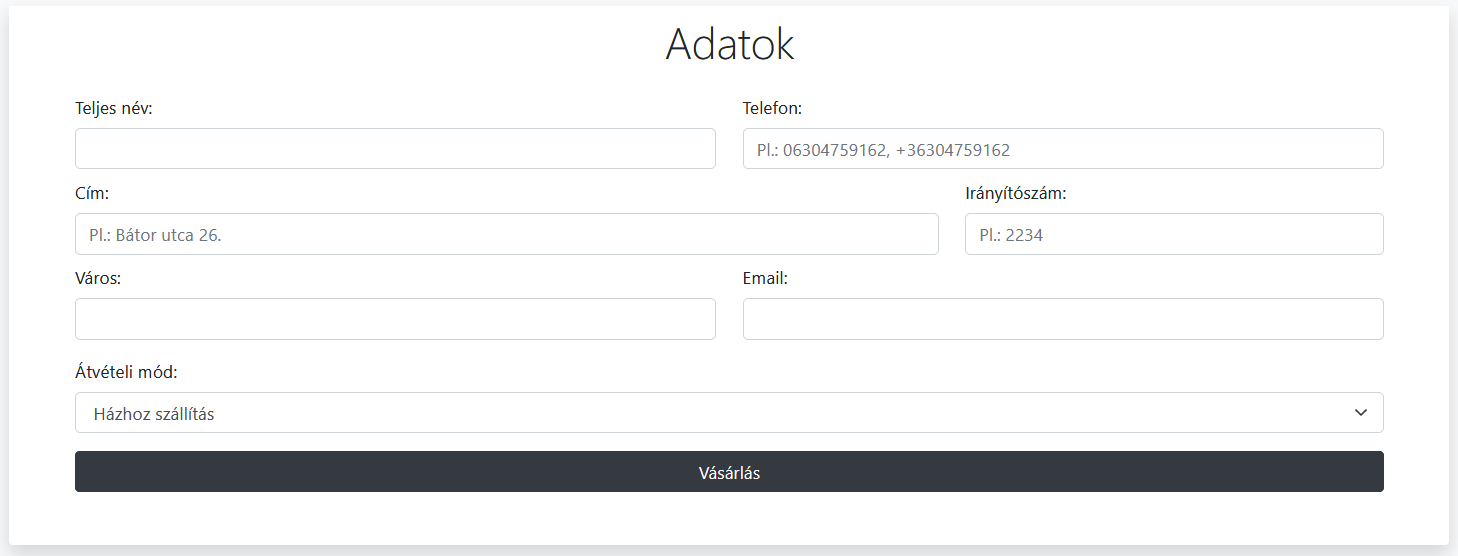 Adatok
Teljes név:
Telefon:
Pl.: 06304759162, +36304759162
Cím:
Irányítószám:
Pl.: Bátor utca 26.
Pl.: 2234
Város:
Email:
Átvételi mód:
Házhoz szállítás
Vásárlás